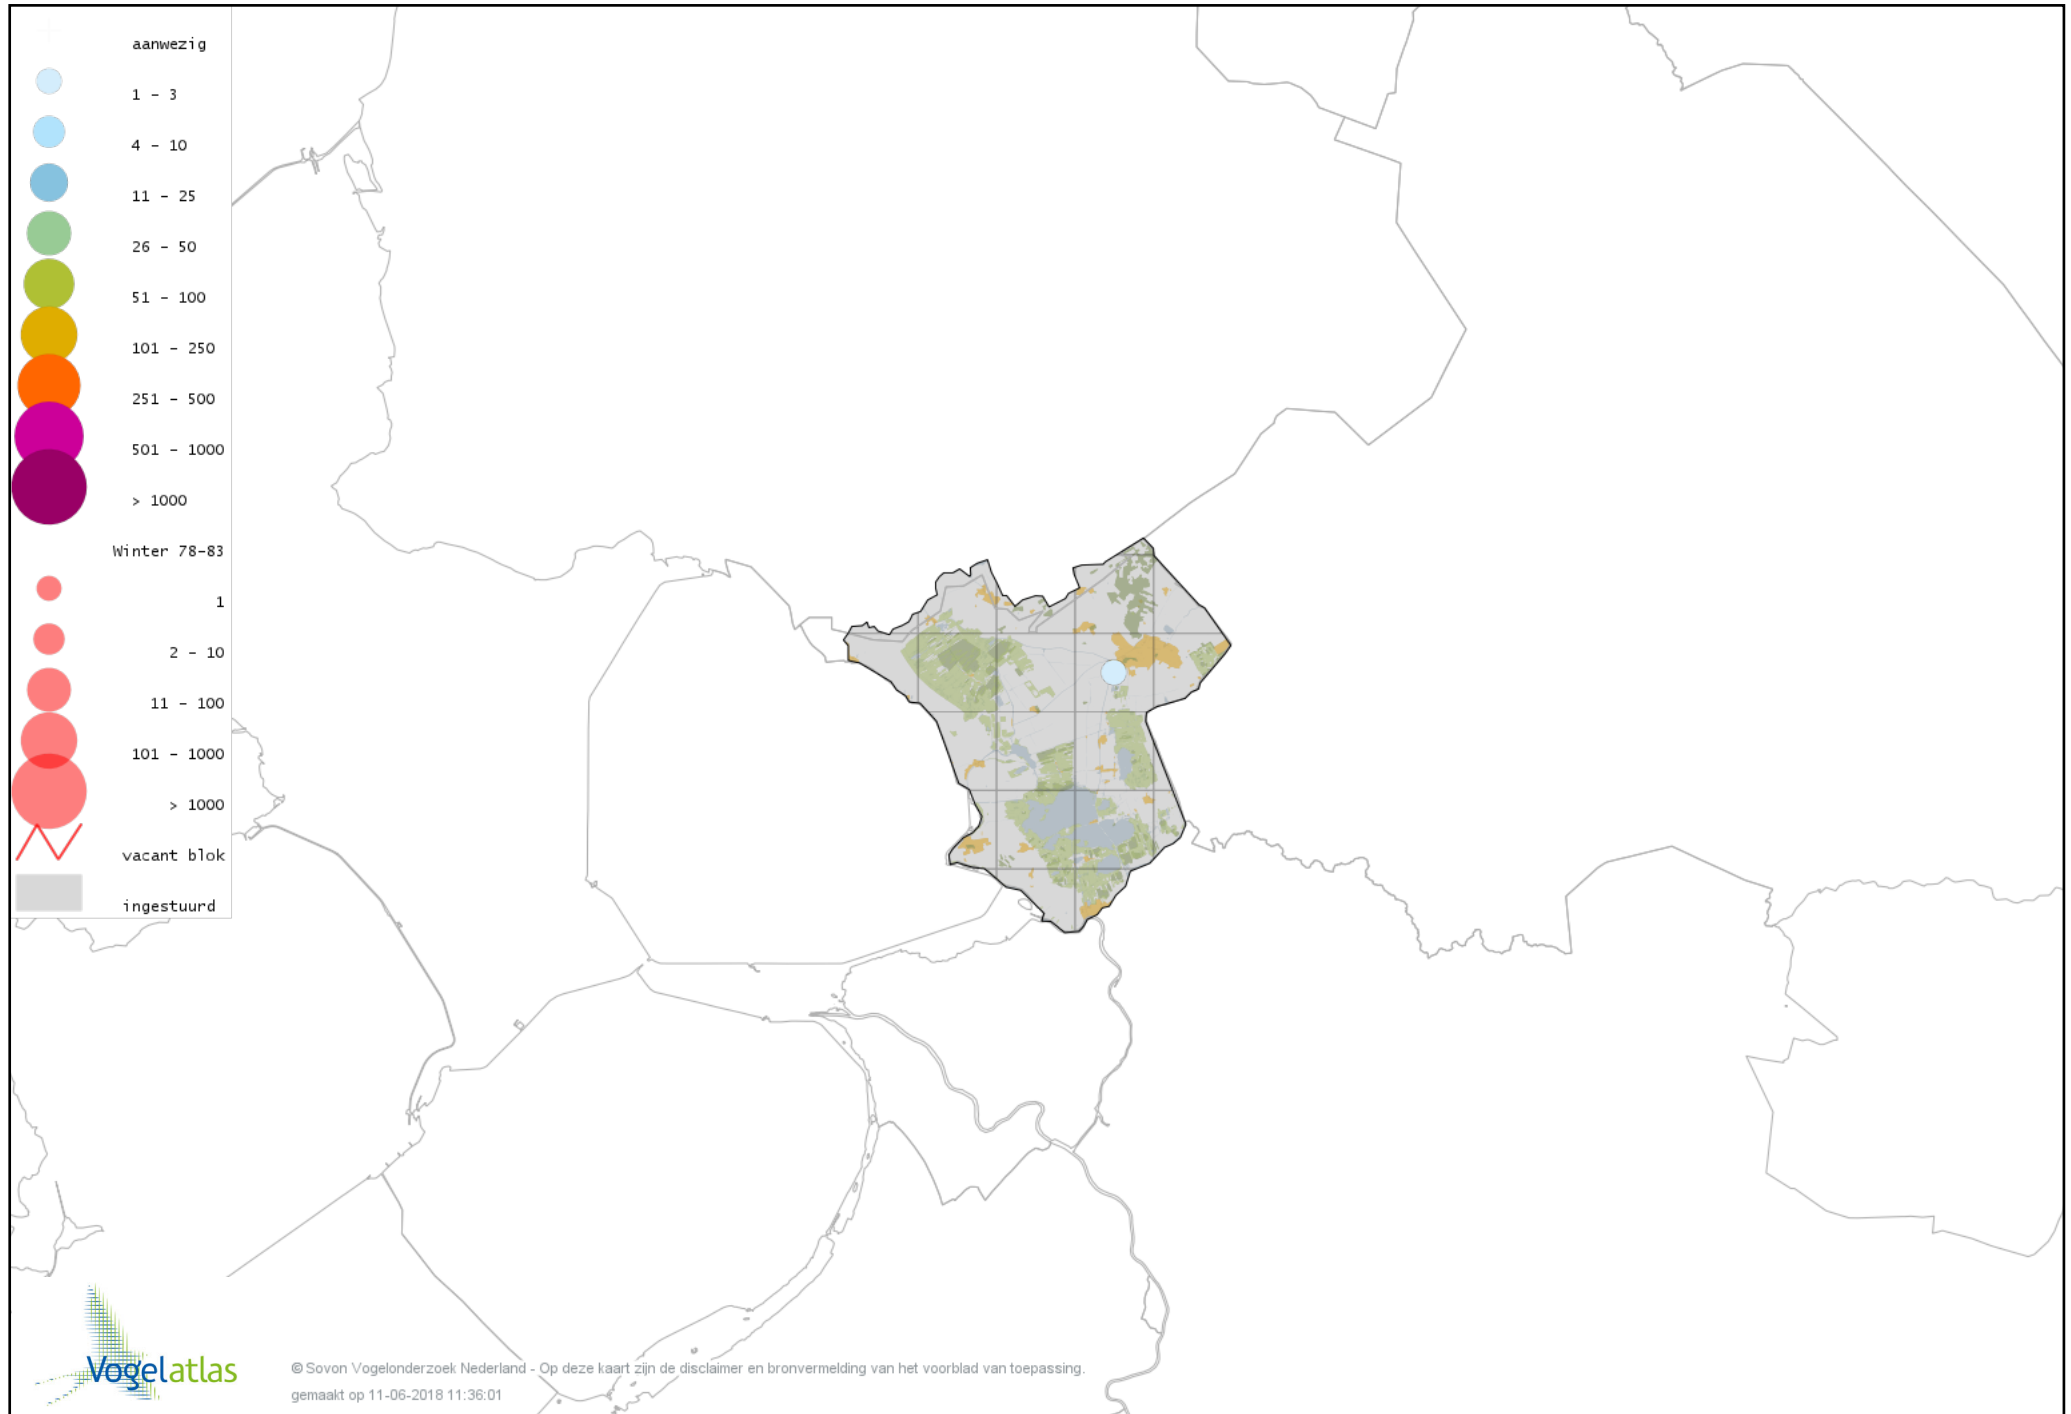 aanwezig
1 – 3
4 – 10
11 – 25
26 – 50
51 – 100
101 – 250
251 – 500
501 – 1000
> 1000
Winter 78-83
1
2 – 10
11 – 100
101 – 1000
> 1000
vacant blok
ingestuurd
Vogelatlas
© Sovon Vogelonderzoek Nederland - Op deze kaart zijn de disclaimer en bronvermelding van het voorblad van toepassing.
gemaakt op 11-06-2018 11:36:01